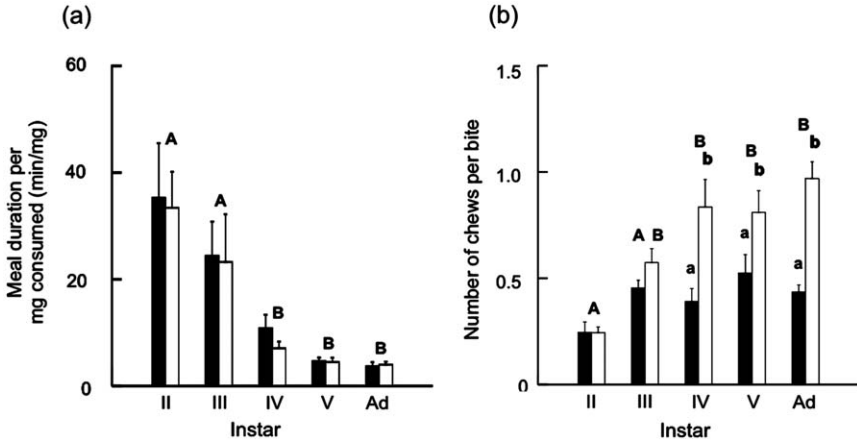 (a)
Meal duration per
mg consumed (min/mg)
60
40
20
0
A
A
B
B
B
II III IV V Ad
Instar
(b)
Number of chews per bite
1.5
1.0
0.5
0
A
A B
B
b
a
B
b
a
B
b
a
II III IV V Ad
Instar